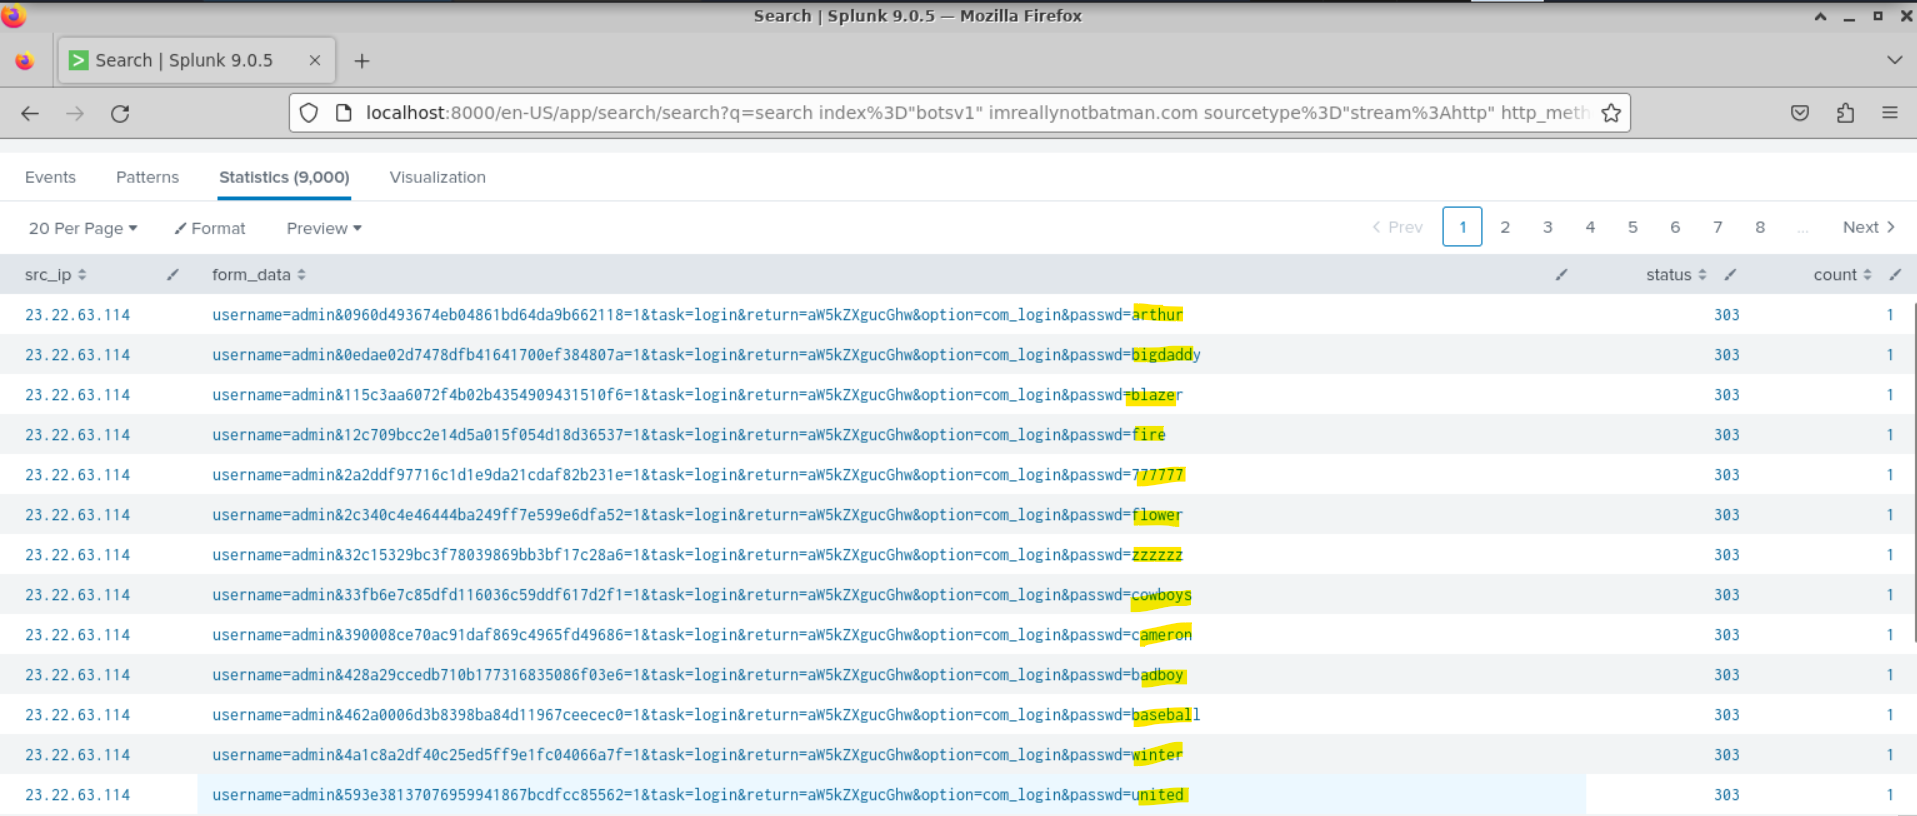 Search | Splunk 9.0.5 — Mozilla Firefox
Search | Splunk 9.0.5
localhost:8000/en-US/app/search/search?q=search index%3D"botsv1" imreallynotbatman.com sourcetype%3D"stream%3Ahttp" http_meth
Events Patterns Statistics (9,000) Visualization
20 Per Page Format Preview Prev 1 2 3 4 5 6 7 8 ... Next
src_ip form_data status count
23.22.63.114 username=admin&0960d493674eb04861bd64da9b662118=1&task=login&return=aW5kZXgucGhw&option=com_login&passwd=arthur 303 1
23.22.63.114 username=admin&0edae02d7478dfb41641700ef384807a=1&task=login&return=aW5kZXgucGhw&option=com_login&passwd=bigdaddy 303 1
23.22.63.114 username=admin&115c3aa6072f4b02b4354909431510f6=1&task=login&return=aW5kZXgucGhw&option=com_login&passwd=blazer 303 1
23.22.63.114 username=admin&12c709bcc2e14d5a015f054d18d36537=1&task=login&return=aW5kZXgucGhw&option=com_login&passwd=fire 303 1
23.22.63.114 username=admin&2a2ddf97716c1d1e9da21cdaf82b231e=1&task=login&return=aW5kZXgucGhw&option=com_login&passwd=777777 303 1
23.22.63.114 username=admin&2c340c4e46444ba249ff7e599e6dfa52=1&task=login&return=aW5kZXgucGhw&option=com_login&passwd=flower 303 1
23.22.63.114 username=admin&32c15329bc3f78039869bb3bf17c28a6=1&task=login&return=aW5kZXgucGhw&option=com_login&passwd=zzzzzz 303 1
23.22.63.114 username=admin&33fb6e7c85dfd116036c59ddf617d2f1=1&task=login&return=aW5kZXgucGhw&option=com_login&passwd=cowboys 303 1
23.22.63.114 username=admin&390008ce70ac91daf869c4965fd49686=1&task=login&return=aW5kZXgucGhw&option=com_login&passwd=cameron 303 1
23.22.63.114 username=admin&428a29ccedb710b177316835086f03e6=1&task=login&return=aW5kZXgucGhw&option=com_login&passwd=badboy 303 1
23.22.63.114 username=admin&462a0006d3b8398ba84d11967ceecec0=1&task=login&return=aW5kZXgucGhw&option=com_login&passwd=baseball 303 1
23.22.63.114 username=admin&4a1c8a2df40c25ed5ff9e1fc04066a7f=1&task=login&return=aW5kZXgucGhw&option=com_login&passwd=winter 303 1
23.22.63.114 username=admin&593e38137076959941867bcdfcc85562=1&task=login&return=aW5kZXgucGhw&option=com_login&passwd=united 303 1